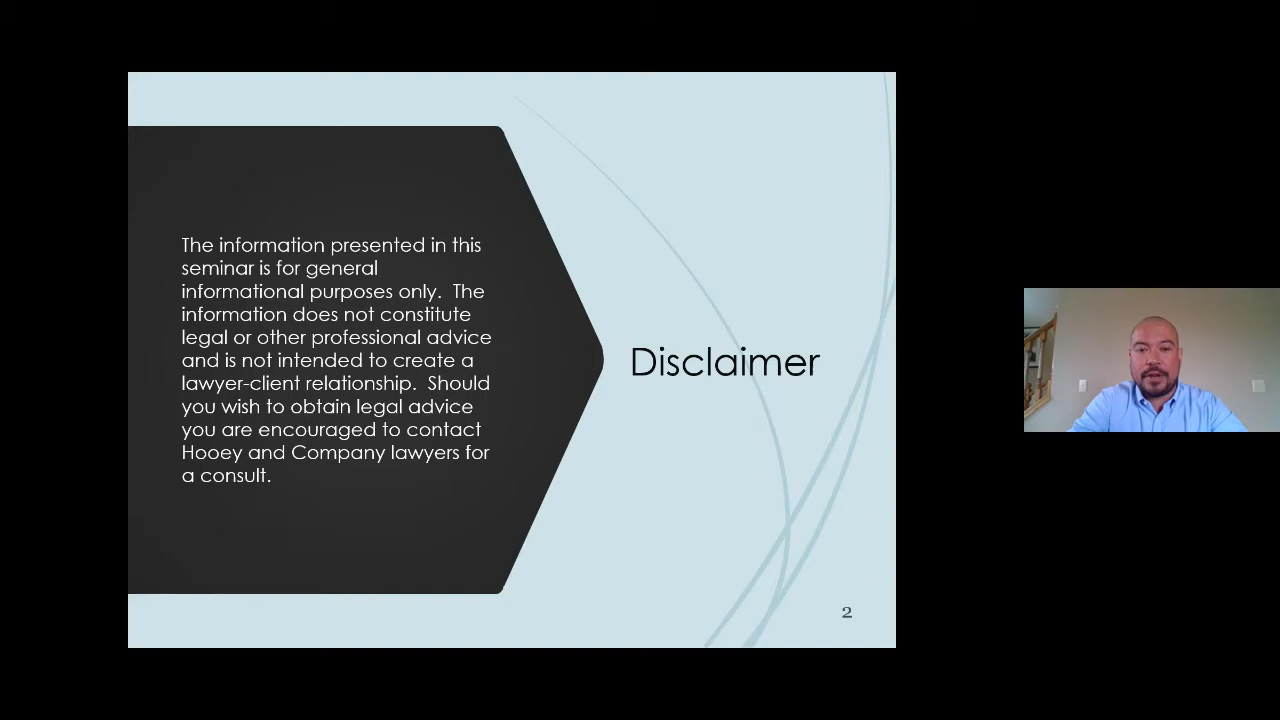 The information presented in this
seminar is for general
informational purposes only.  The
information does not constitute
legal or other professional advice
and is not intended to create a
lawyer-client relationship.  Should
you wish to obtain legal advice
you are encouraged to contact
Hooey and Company lawyers for
a consult.
Disclaimer
2